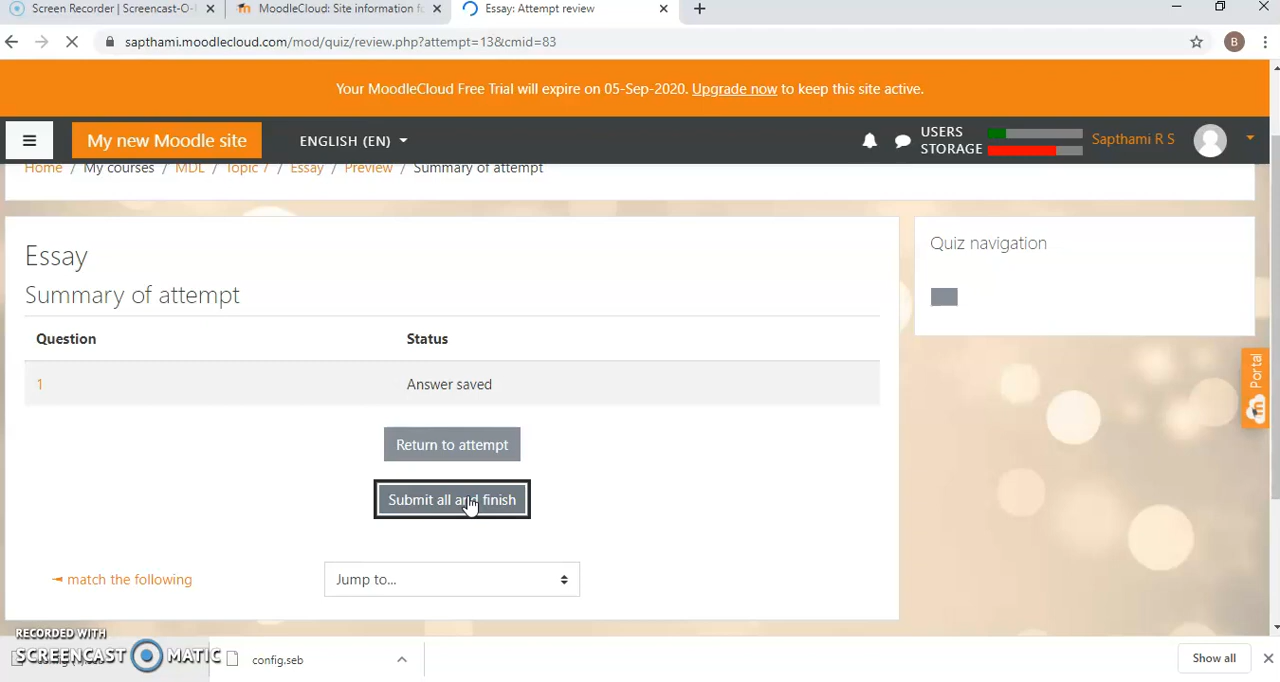 Screen Recorder | Screencast-O-
MoodleCloud: Site information f
Essay: Attempt review
sapthami.moodlecloud.com/mod/quiz/review.php?attempt=13&cmid=83
B
Your MoodleCloud Free Trial will expire on 05-Sep-2020. Upgrade now to keep this site active.
My new Moodle site
ENGLISH (EN)
USERS
STORAGE
Sapthami R S
Home / My courses / MDL / Topic 7 / Essay / Preview / Summary of attempt
Essay
Summary of attempt
Quiz navigation
Question Status
1 Answer saved
Portal
Return to attempt
Submit all and finish
◄ match the following
Jump to...
RECORDED WITH
SCREENCAST MATIC
config.seb
Show all